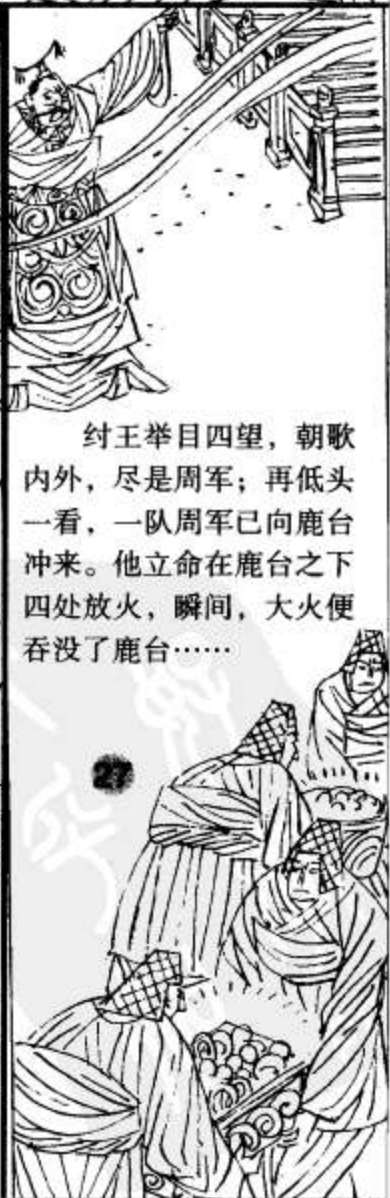 纣王举目四望，朝歌
内外，尽是周军；再低头
一看，一队周军已向鹿台
冲来。他立命在鹿台之下
四处放火，瞬间，大火便
吞没了鹿台……
27